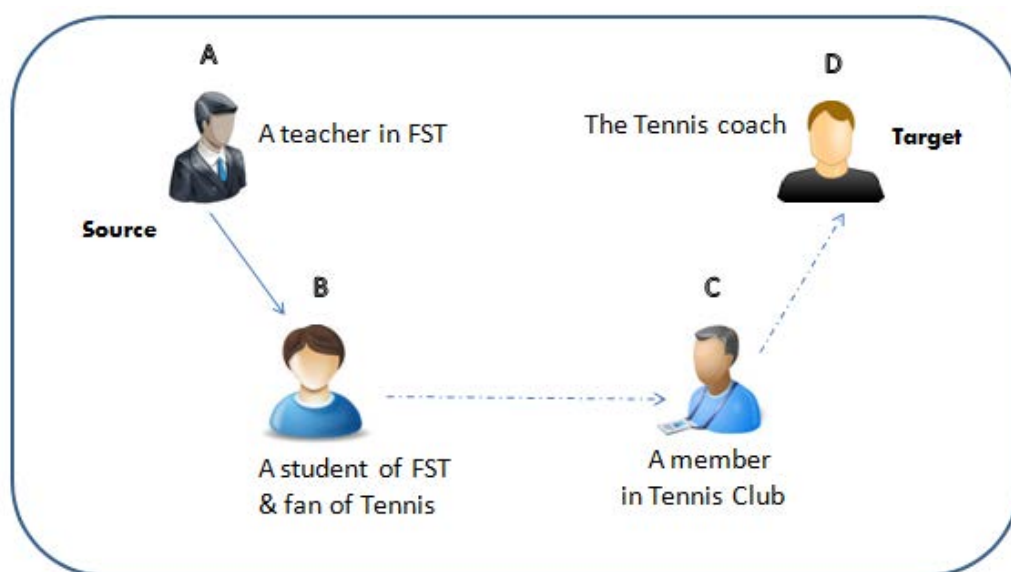 A
A teacher in FST
Source
D
The Tennis coach
Target
B
A student of FST
& fan of Tennis
C
A member
in Tennis Club